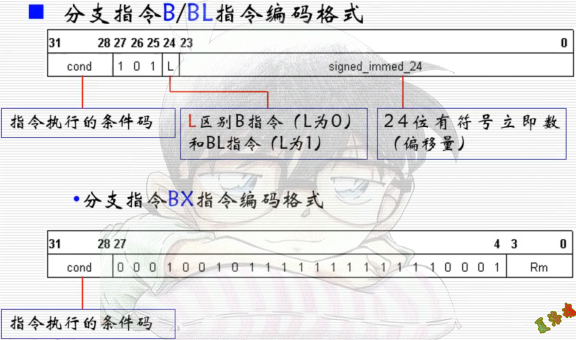 ■ 分支指令B/BL指令编码格式
31 28 27 26 25 24 23 0
cond 1 0 1 L signed_immed_24
指令执行的条件码
L区别B指令（L为0）
和BL指令（L为1）
24位有符号立即数
（偏移量）
•分支指令BX指令编码格式
31 28 27 4 3 0
cond 0 0 0 1 0 0 1 0 1 1 1 1 1 1 1 1 1 1 1 1 0 0 0 1 Rm
指令执行的条件码